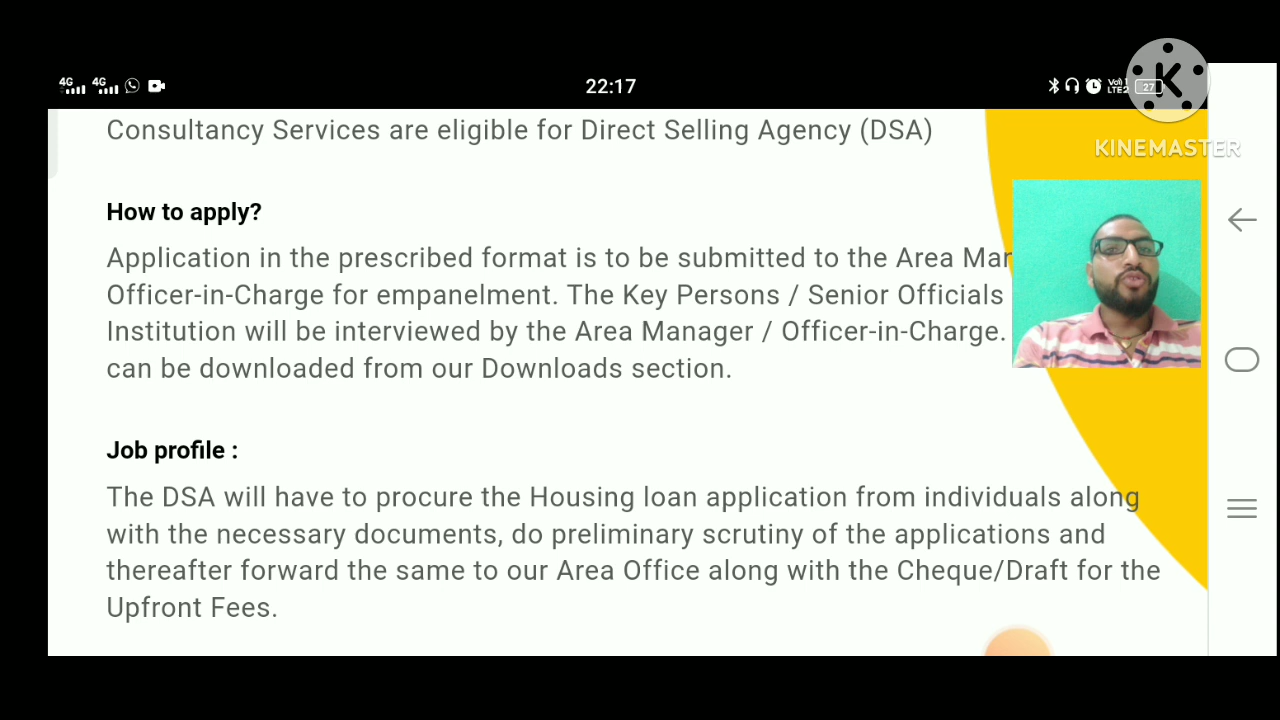 4G 4G 22:17 LTE2 27
K
KINEMASTER
Consultancy Services are eligible for Direct Selling Agency (DSA)
How to apply?
Application in the prescribed format is to be submitted to the Area
Officer-in-Charge for empanelment. The Key Persons / Senior Officials
Institution will be interviewed by the Area Manager / Officer-in-Charge.
can be downloaded from our Downloads section.
Job profile :
The DSA will have to procure the Housing loan application from individuals along
with the necessary documents, do preliminary scrutiny of the applications and
thereafter forward the same to our Area Office along with the Cheque/Draft for the
Upfront Fees.